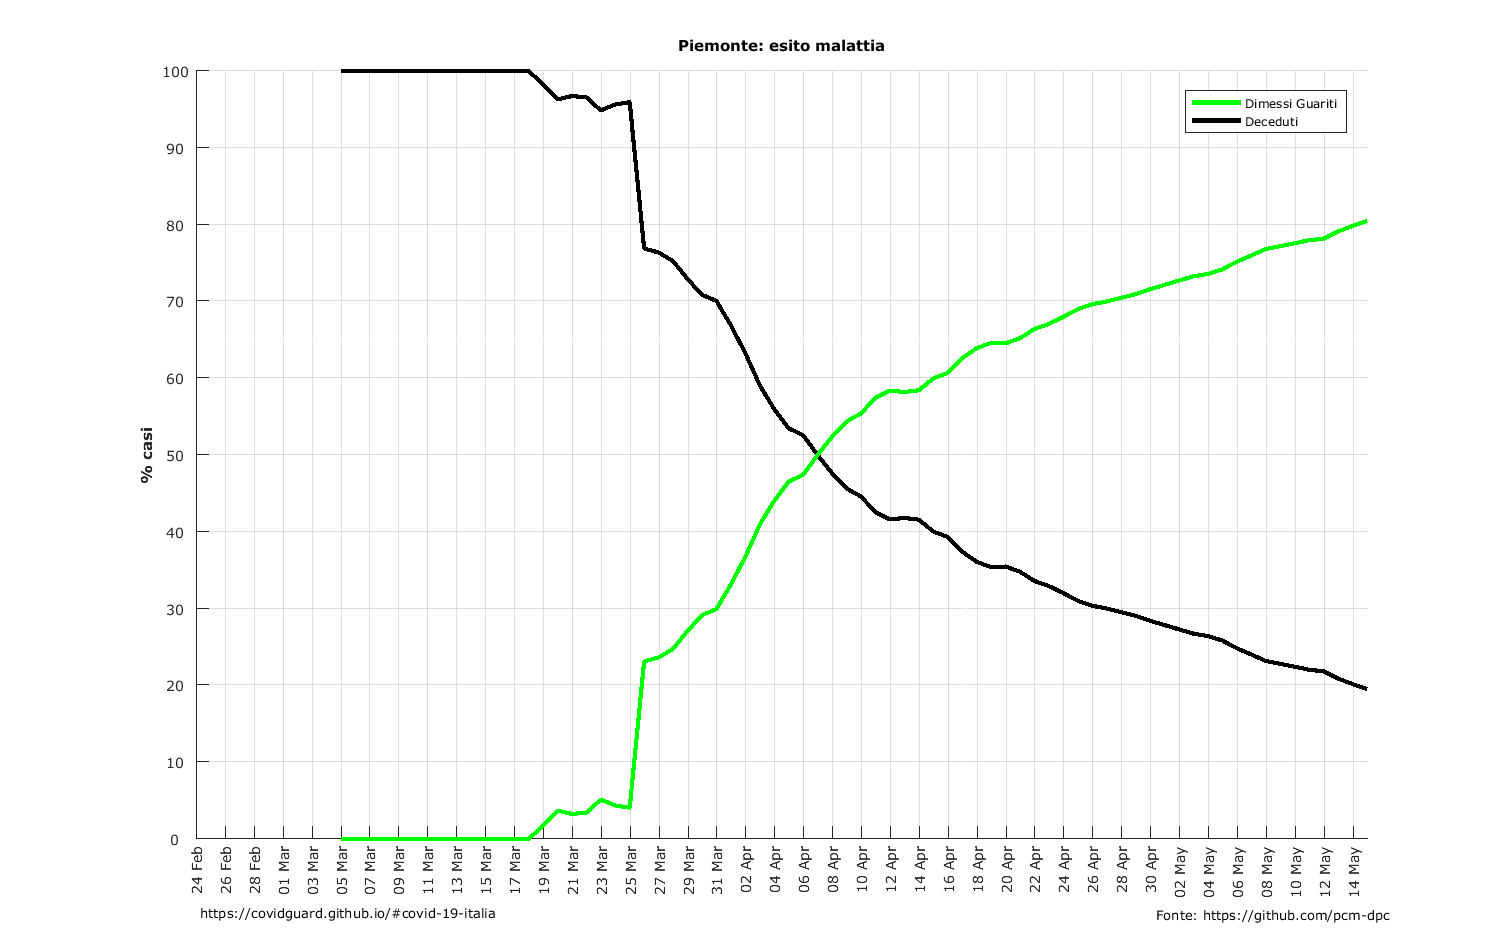 Piemonte: esito malattia
100
90
80
70
60
50
40
30
20
10
0
% casi
Dimessi Guariti
Deceduti
24 Feb
26 Feb
28 Feb
01 Mar
03 Mar
05 Mar
07 Mar
09 Mar
11 Mar
13 Mar
15 Mar
17 Mar
19 Mar
21 Mar
23 Mar
25 Mar
27 Mar
29 Mar
31 Mar
02 Apr
04 Apr
06 Apr
08 Apr
10 Apr
12 Apr
14 Apr
16 Apr
18 Apr
20 Apr
22 Apr
24 Apr
26 Apr
28 Apr
30 Apr
02 May
04 May
06 May
08 May
10 May
12 May
14 May
https://covidguard.github.io/#covid-19-italia
Fonte: https://github.com/pcm-dpc